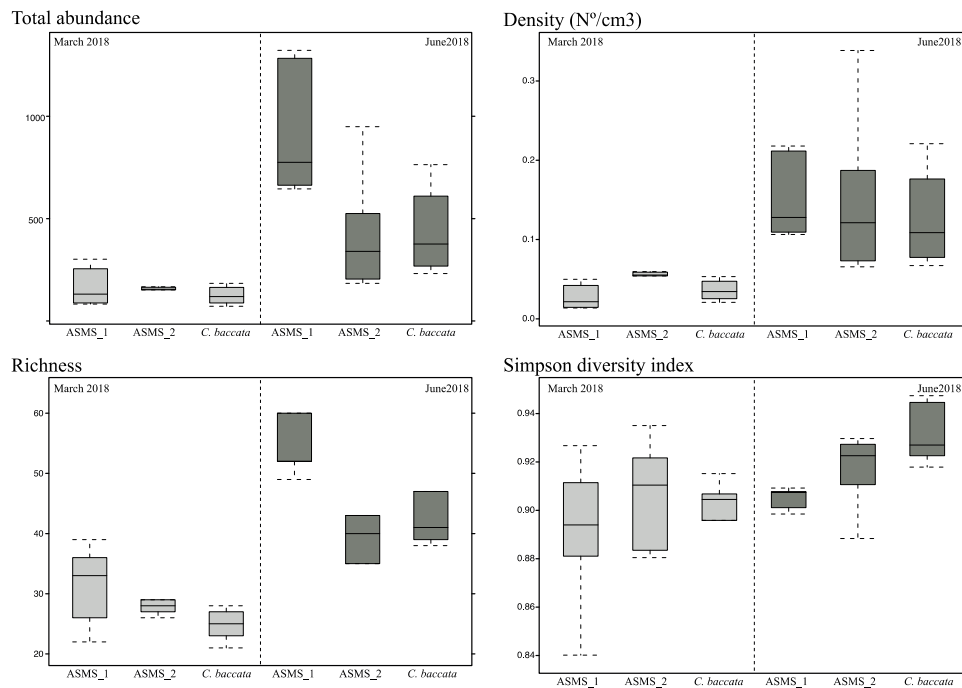 Total abundance
March 2018
June2018
1000
500
ASMS_1 ASMS_2 C. baccata ASMS_1 ASMS_2 C. baccata
Density (Nº/cm3)
March 2018
June2018
0.3
0.2
0.1
0.0
ASMS_1 ASMS_2 C. baccata ASMS_1 ASMS_2 C. baccata
Richness
March 2018
June2018
60
50
40
30
20
ASMS_1 ASMS_2 C. baccata ASMS_1 ASMS_2 C. baccata
Simpson diversity index
March 2018
June2018
0.94
0.92
0.90
0.88
0.86
0.84
ASMS_1 ASMS_2 C. baccata ASMS_1 ASMS_2 C. baccata